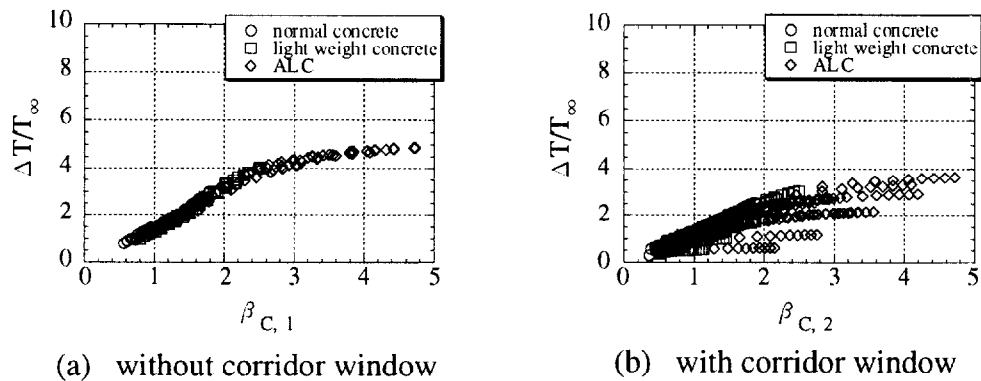 10
8
6
4
2
0
ΔT/T∞
normal concrete
light weight concrete
ALC
0 1 2 3 4 5
β C, 1
(a) without corridor window
10
8
6
4
2
0
ΔT/T∞
normal concrete
light weight concrete
ALC
0 1 2 3 4 5
β C, 2
(b) with corridor window